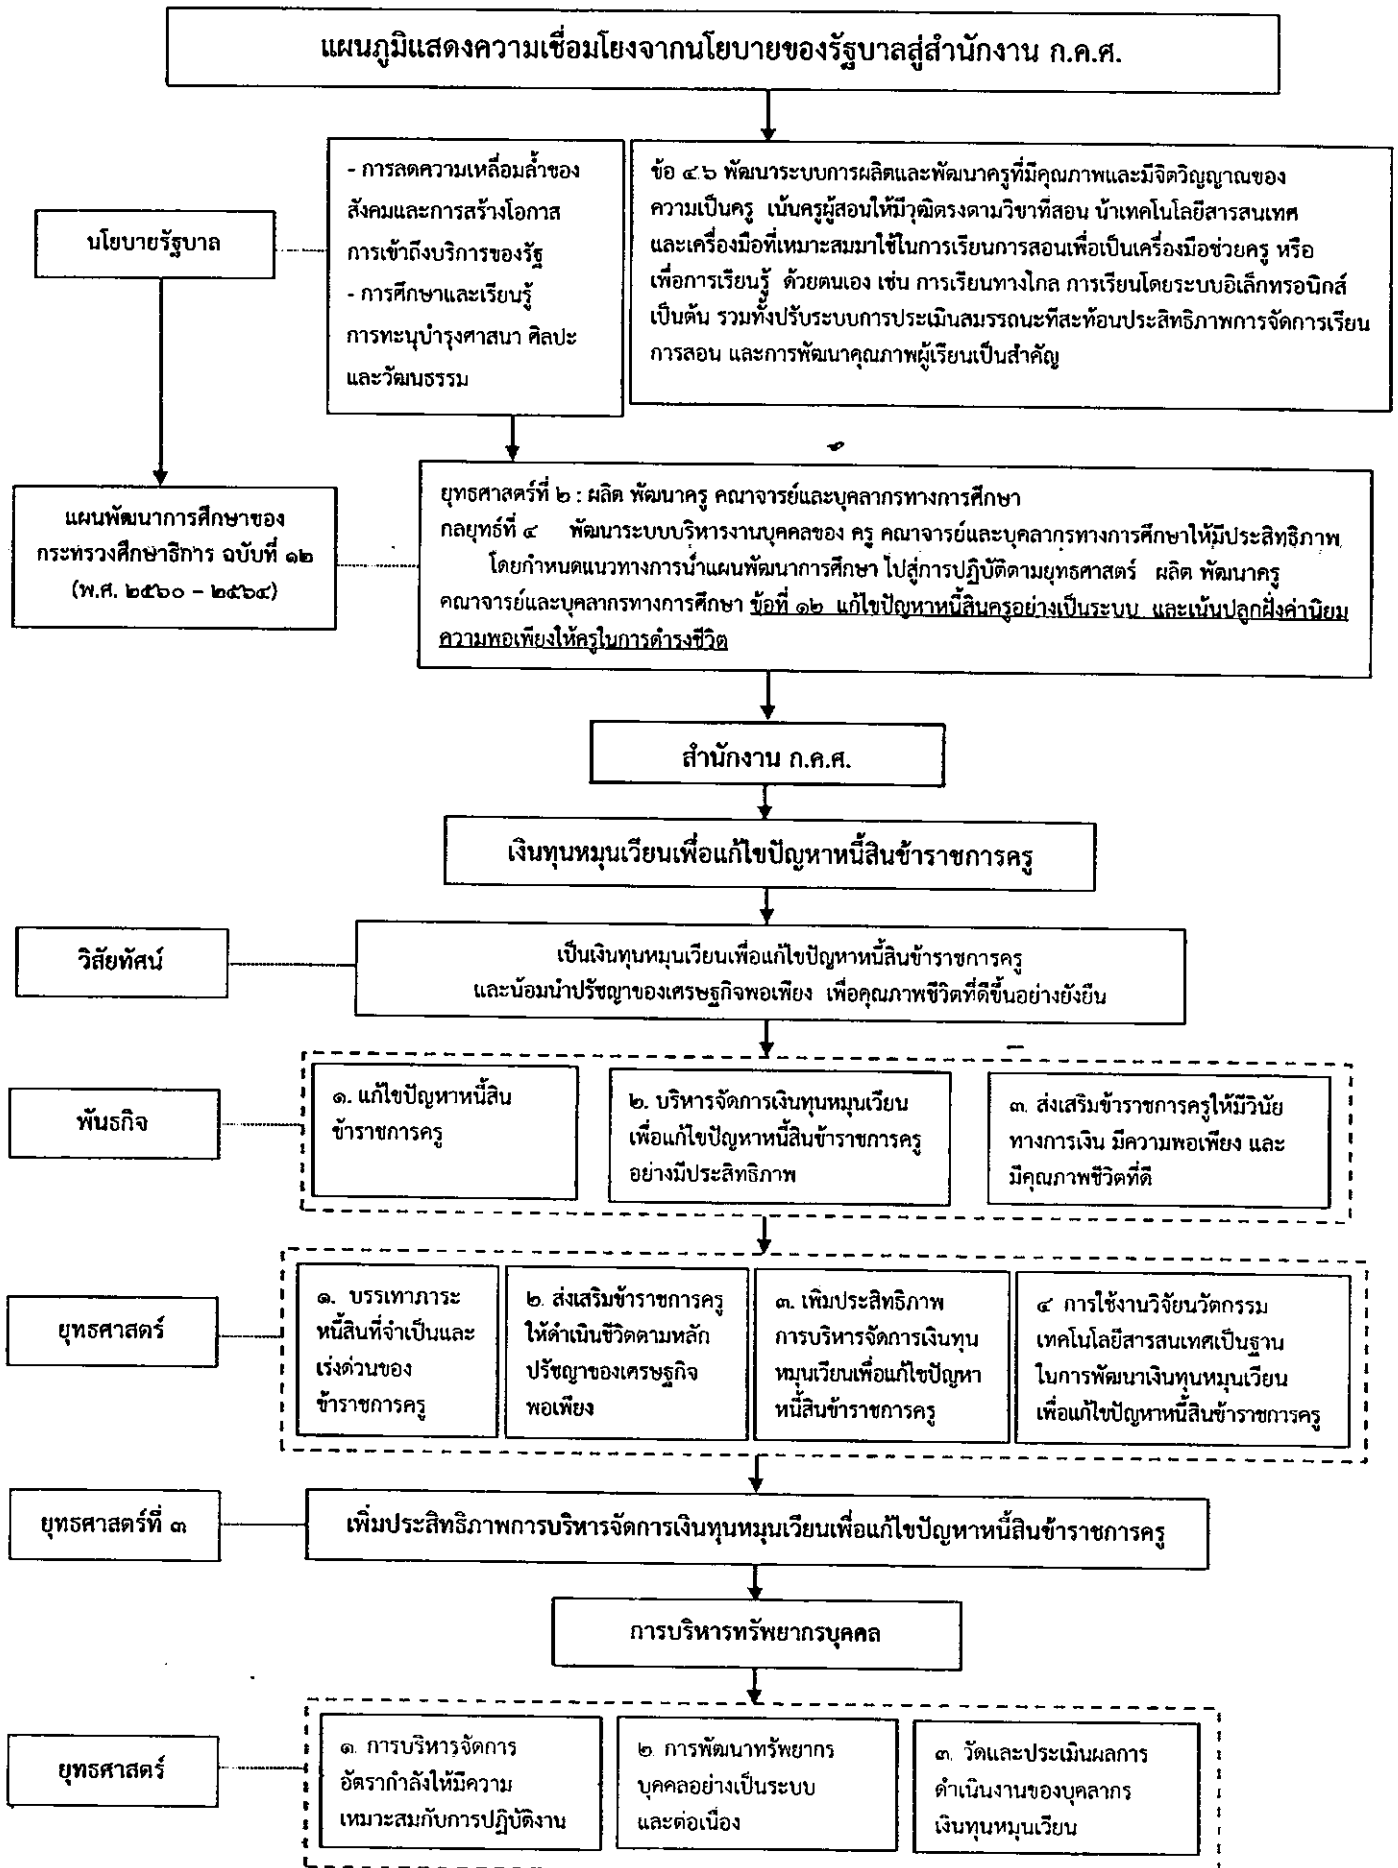 แผนภูมิแสดงความเชื่อมโยงจากนโยบายของรัฐบาลสู่สำนักงาน ก.ค.ศ.
นโยบายรัฐบาล
- การลดความเหลื่อมล้ำของ
สังคมและการสร้างโอกาส
การเข้าถึงบริการของรัฐ
- การศึกษาและเรียนรู้
การทะนุบำรุงศาสนา ศิลปะ
และวัฒนธรรม
ข้อ ๔.๖ พัฒนาระบบการผลิตและพัฒนาครูที่มีคุณภาพและมีจิตวิญญาณของ
ความเป็นครู เน้นครูผู้สอนให้มีวุฒิตรงตามวิชาที่สอน นำเทคโนโลยีสารสนเทศ
และเครื่องมือที่เหมาะสมมาใช้ในการเรียนการสอนเพื่อเป็นเครื่องมือช่วยครู หรือ
เพื่อการเรียนรู้ ด้วยตนเอง เช่น การเรียนทางไกล การเรียนโดยระบบอิเล็กทรอนิกส์
เป็นต้น รวมทั้งปรับระบบการประเมินสมรรถนะที่สะท้อนประสิทธิภาพการจัดการเรียน
การสอน และการพัฒนาคุณภาพผู้เรียนเป็นสำคัญ
แผนพัฒนาการศึกษาของ
กระทรวงศึกษาธิการ ฉบับที่ ๑๒
(พ.ศ. ๒๕๖๐ – ๒๕๖๔)
ยุทธศาสตร์ที่ ๒ : ผลิต พัฒนาครู คณาจารย์และบุคลากรทางการศึกษา
กลยุทธ์ที่ ๔ พัฒนาระบบบริหารงานบุคคลของ ครู คณาจารย์และบุคลากรทางการศึกษาให้มีประสิทธิภาพ
โดยกำหนดแนวทางการนำแผนพัฒนาการศึกษา ไปสู่การปฏิบัติตามยุทธศาสตร์ ผลิต พัฒนาครู
คณาจารย์และบุคลากรทางการศึกษา ข้อที่ ๑๒ แก้ไขปัญหาหนี้สินครูอย่างเป็นระบบ และเน้นปลูกฝังค่านิยม
ความพอเพียงให้ครูในการดำรงชีวิต
สำนักงาน ก.ค.ศ.
เงินทุนหมุนเวียนเพื่อแก้ไขปัญหาหนี้สินข้าราชการครู
วิสัยทัศน์
เป็นเงินทุนหมุนเวียนเพื่อแก้ไขปัญหาหนี้สินข้าราชการครู
และน้อมนำปรัชญาของเศรษฐกิจพอเพียง เพื่อคุณภาพชีวิตที่ดีขึ้นอย่างยั่งยืน
พันธกิจ
๑. แก้ไขปัญหาหนี้สิน
ข้าราชการครู
๒. บริหารจัดการเงินทุนหมุนเวียน
เพื่อแก้ไขปัญหาหนี้สินข้าราชการครู
อย่างมีประสิทธิภาพ
๓. ส่งเสริมข้าราชการครูให้มีวินัย
ทางการเงิน มีความพอเพียง และ
มีคุณภาพชีวิตที่ดี
ยุทธศาสตร์
๑. บรรเทาภาระ
หนี้สินที่จำเป็นและ
เร่งด่วนของ
ข้าราชการครู
๒. ส่งเสริมข้าราชการครู
ให้ดำเนินชีวิตตามหลัก
ปรัชญาของเศรษฐกิจ
พอเพียง
๓. เพิ่มประสิทธิภาพ
การบริหารจัดการเงินทุน
หมุนเวียนเพื่อแก้ไขปัญหา
หนี้สินข้าราชการครู
๔ การใช้งานวิจัยนวัตกรรม
เทคโนโลยีสารสนเทศเป็นฐาน
ในการพัฒนาเงินทุนหมุนเวียน
เพื่อแก้ไขปัญหาหนี้สินข้าราชการครู
ยุทธศาสตร์ที่ ๓
เพิ่มประสิทธิภาพการบริหารจัดการเงินทุนหมุนเวียนเพื่อแก้ไขปัญหาหนี้สินข้าราชการครู
การบริหารทรัพยากรบุคคล
ยุทธศาสตร์
๑. การบริหารจัดการ
อัตรากำลังให้มีความ
เหมาะสมกับการปฏิบัติงาน
๒. การพัฒนาทรัพยากร
บุคคลอย่างเป็นระบบ
และต่อเนื่อง
๓. วัดและประเมินผลการ
ดำเนินงานของบุคลากร
เงินทุนหมุนเวียน